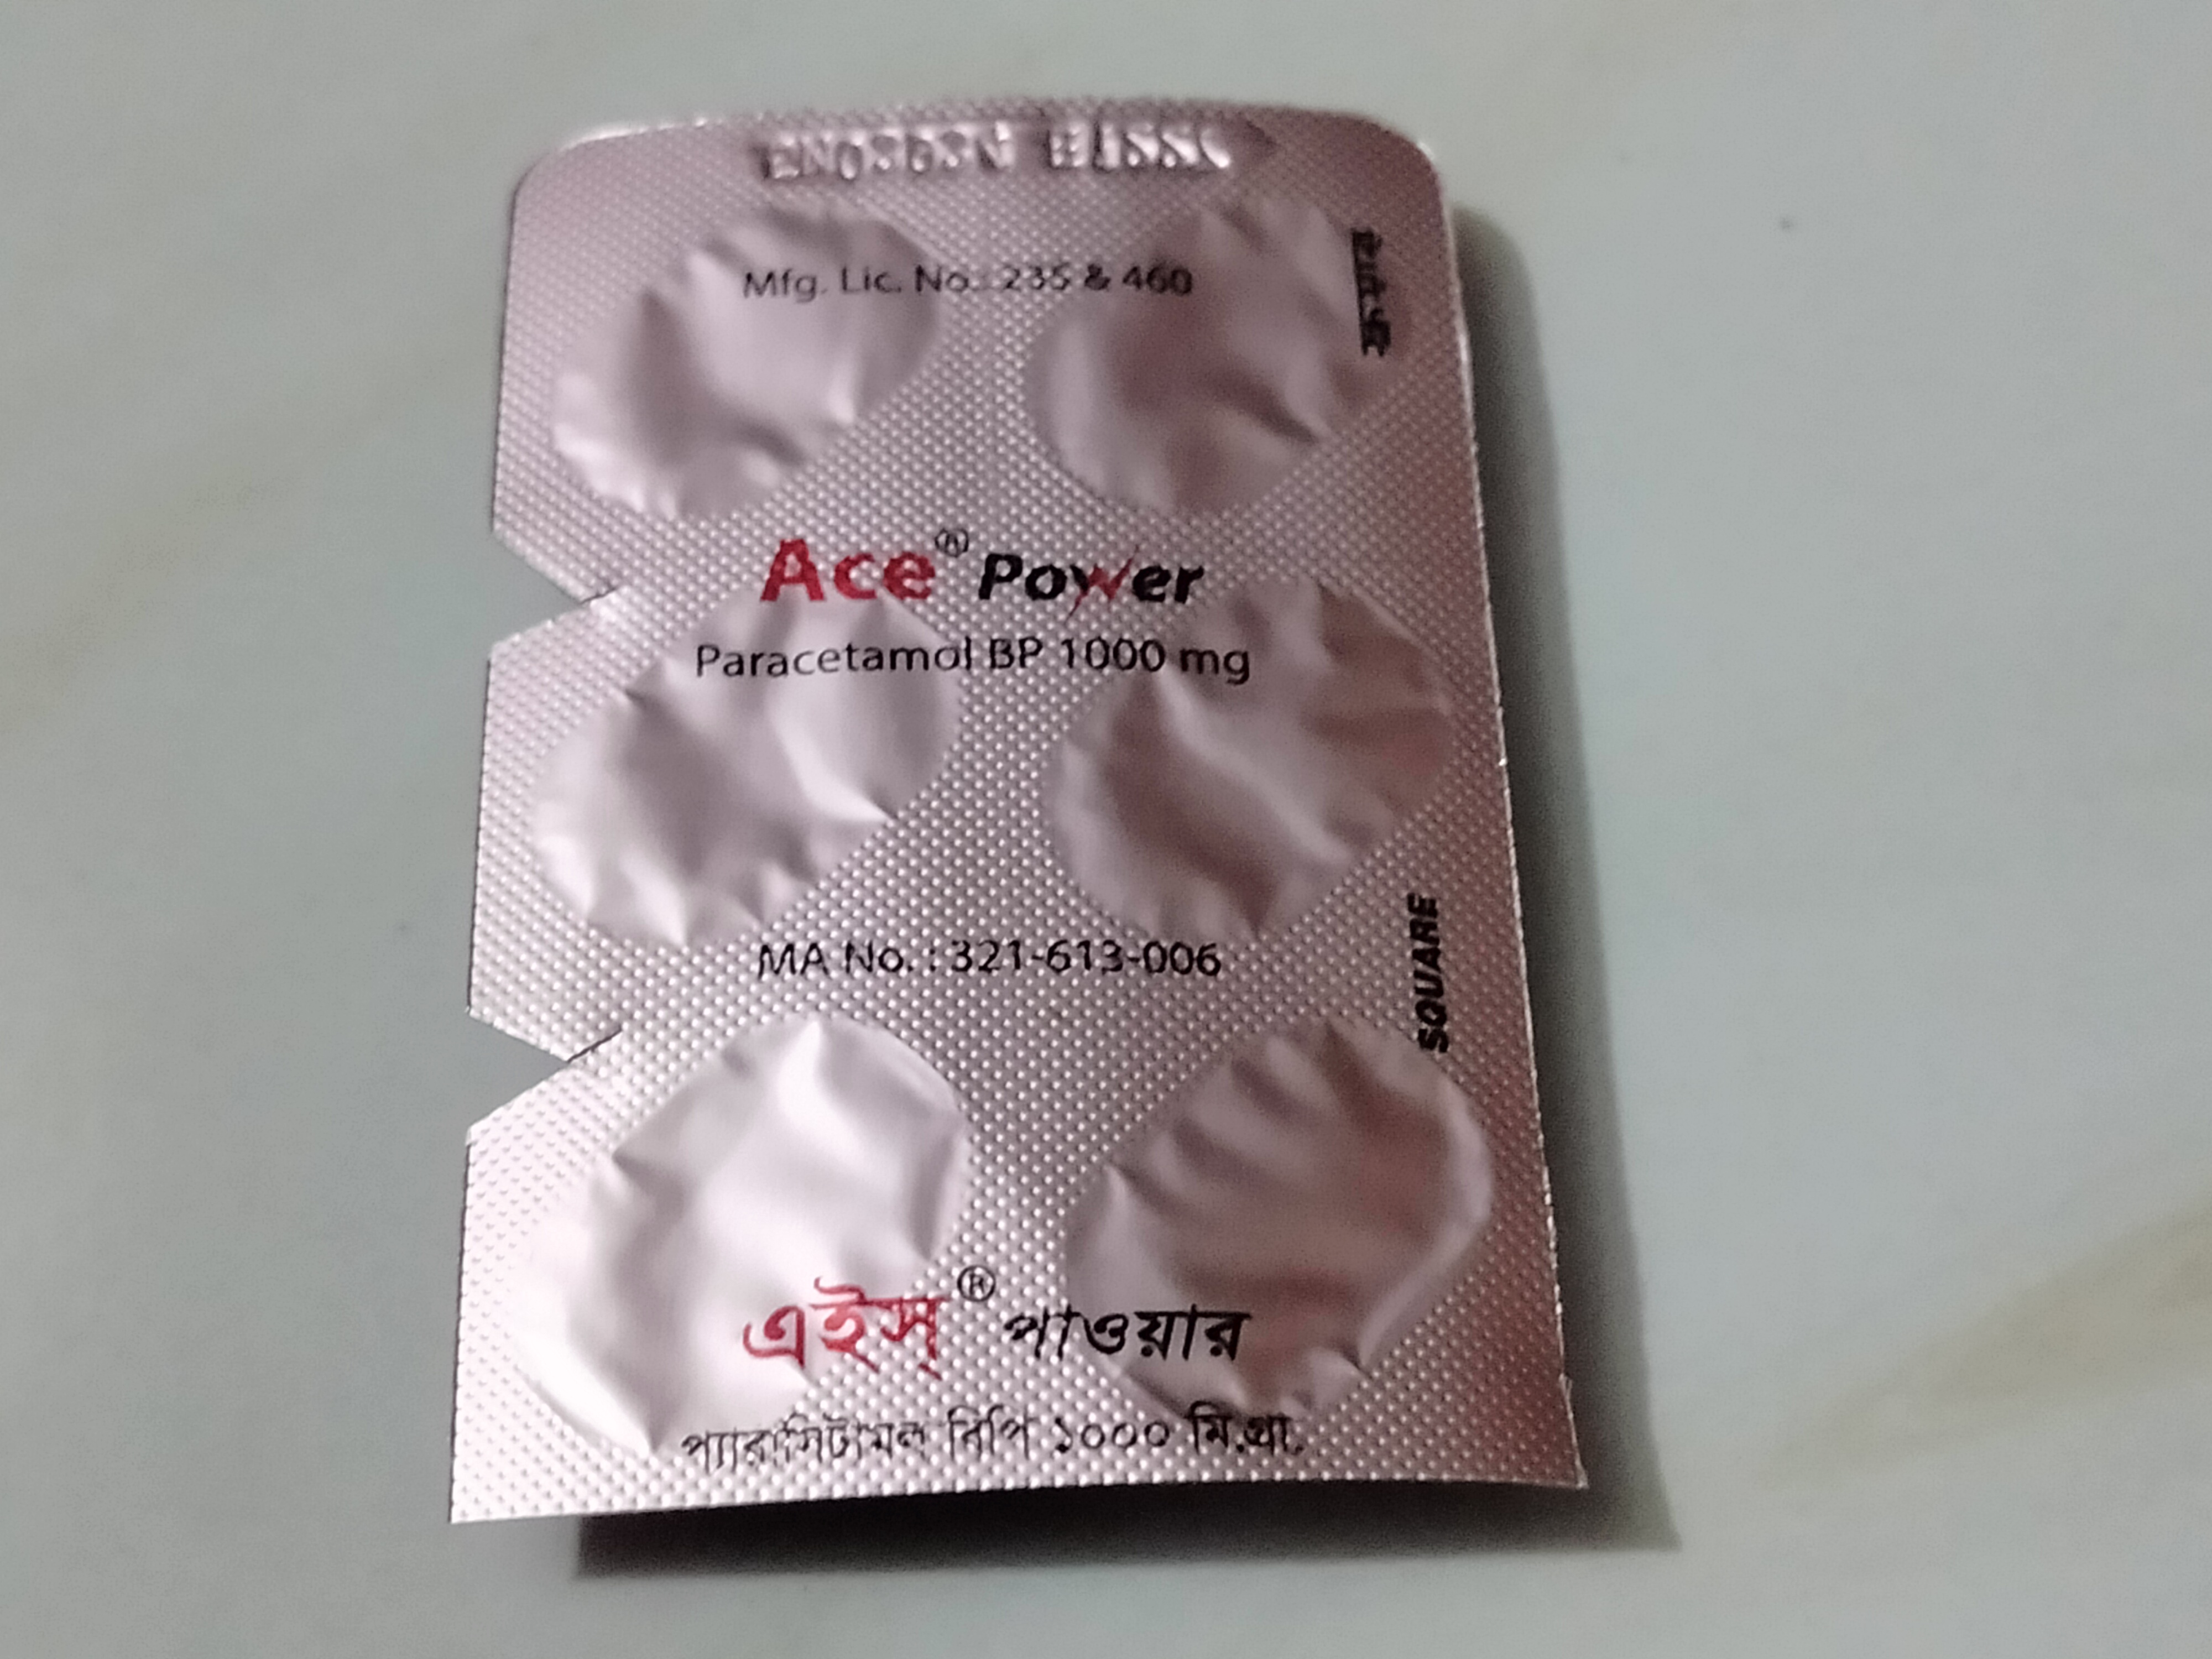 Mfg. Lic. No.: 235 & 460
স্কয়ার
Ace® Power
Paracetamol BP 1000 mg
MA No. : 321-613-006
SQUARE
এইস্® পাওয়ার
প্যারাসিটামল বিপি ১০০০ মি.গ্রা.